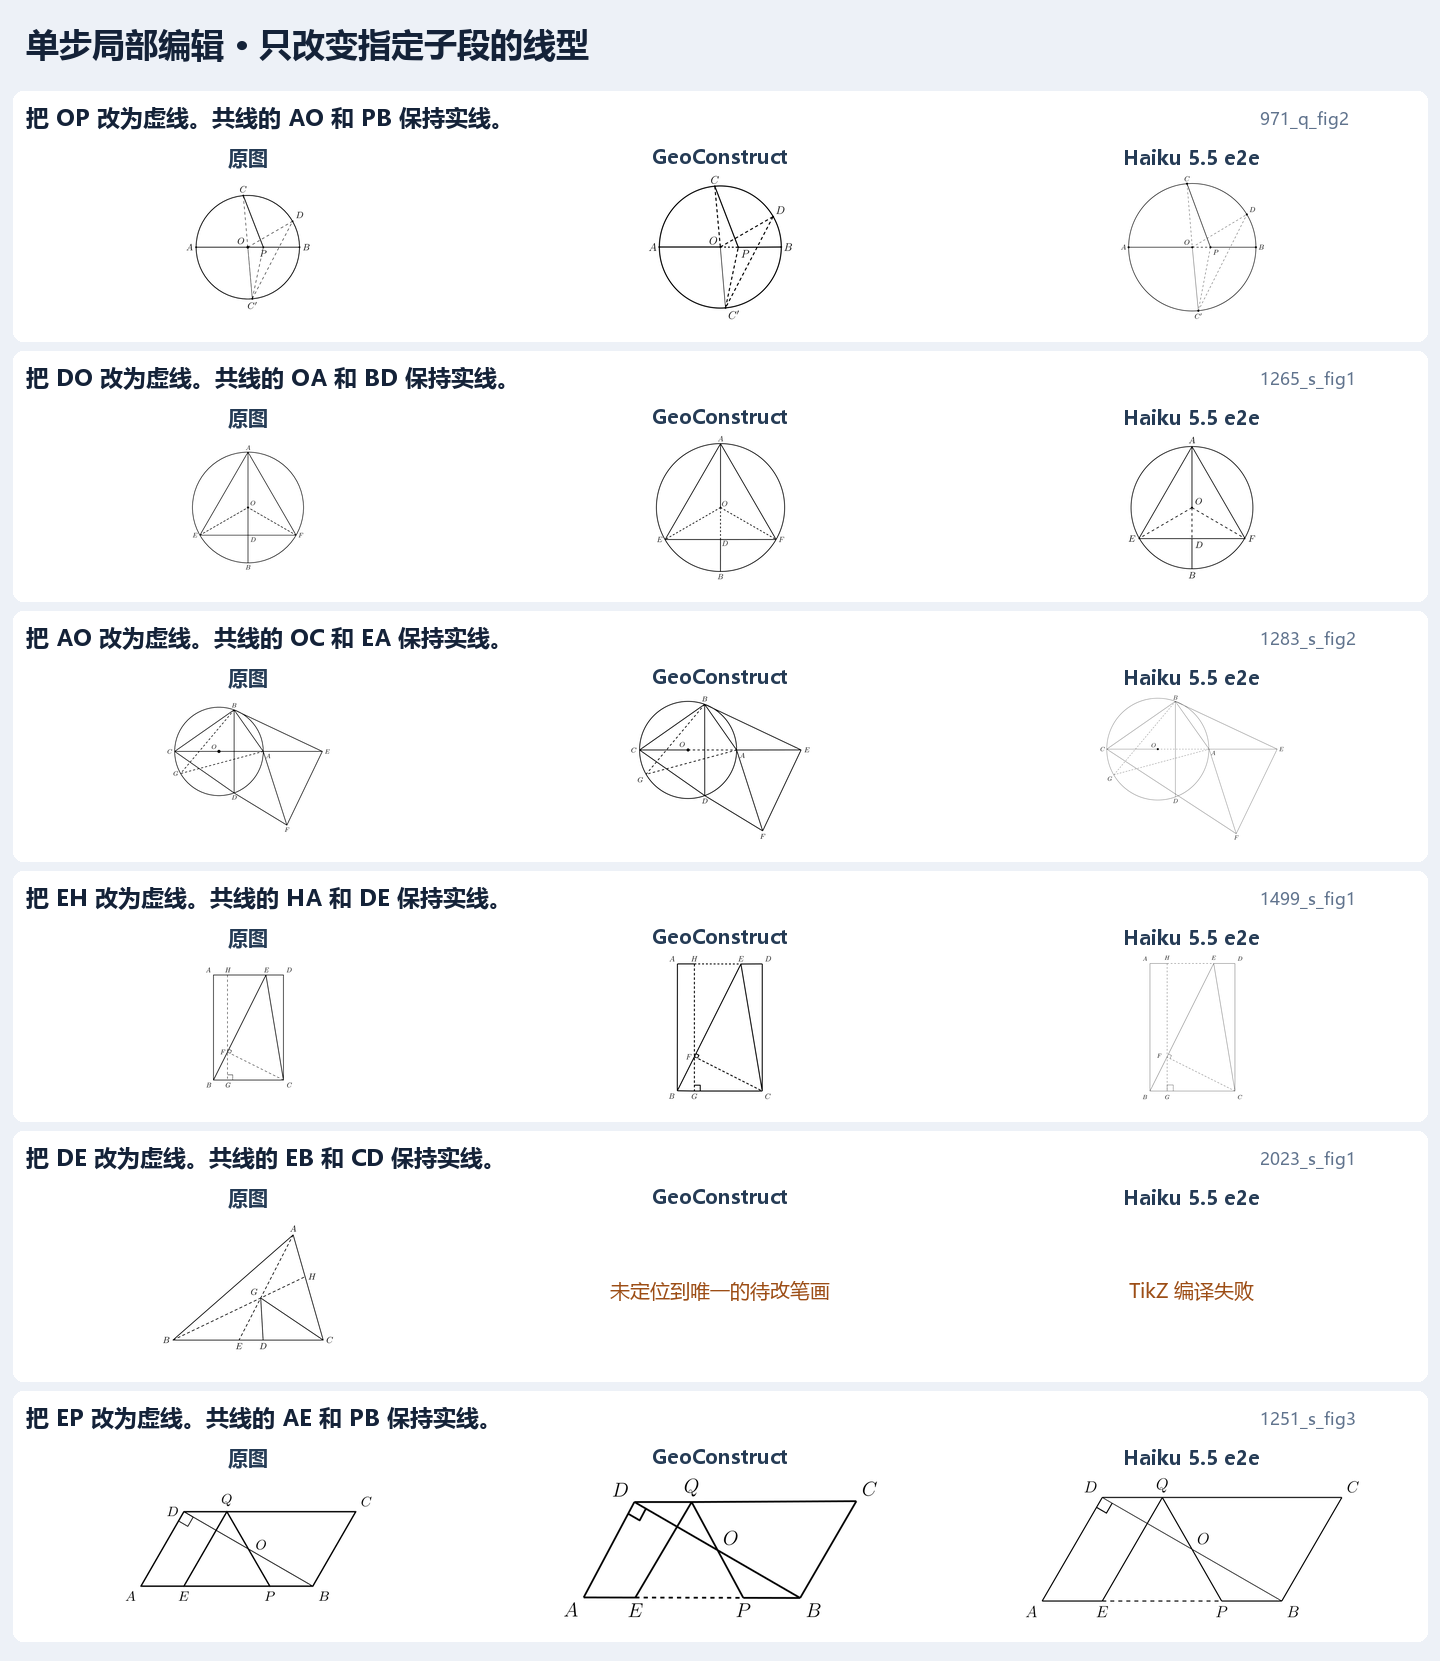 单步局部编辑 · 只改变指定子段的线型
把 OP 改为虚线。共线的 AO 和 PB 保持实线。 971_q_fig2
原图 GeoConstruct Haiku 5.5 e2e
C D A O P B C'
C D A O P B C'
C D A O P B C'
把 DO 改为虚线。共线的 OA 和 BD 保持实线。 1265_s_fig1
原图 GeoConstruct Haiku 5.5 e2e
A O E D F B
A O E D F B
A O E D F B
把 AO 改为虚线。共线的 OC 和 EA 保持实线。 1283_s_fig2
原图 GeoConstruct Haiku 5.5 e2e
B C O A E G D F
B C O A E G D F
B C O A E G D F
把 EH 改为虚线。共线的 HA 和 DE 保持实线。 1499_s_fig1
原图 GeoConstruct Haiku 5.5 e2e
A H E D F B G C
A H E D F B G C
A H E D F B G C
把 DE 改为虚线。共线的 EB 和 CD 保持实线。 2023_s_fig1
原图 GeoConstruct Haiku 5.5 e2e
A H G B E D C
未定位到唯一的待改笔画 TikZ 编译失败
把 EP 改为虚线。共线的 AE 和 PB 保持实线。 1251_s_fig3
原图 GeoConstruct Haiku 5.5 e2e
D Q C O A E P B
D Q C O A E P B
D Q C O A E P B